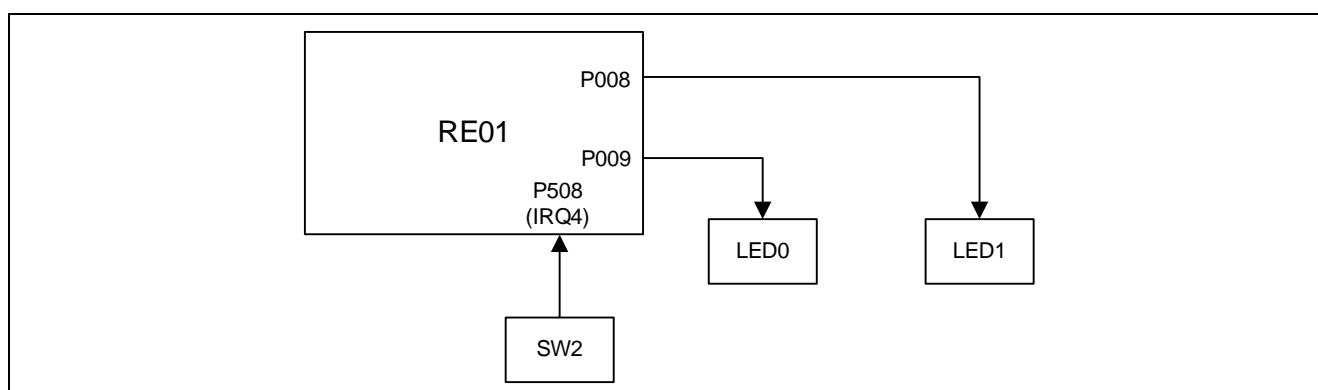 P008
RE01
P009
P508
(IRQ4)
LED0
LED1
SW2